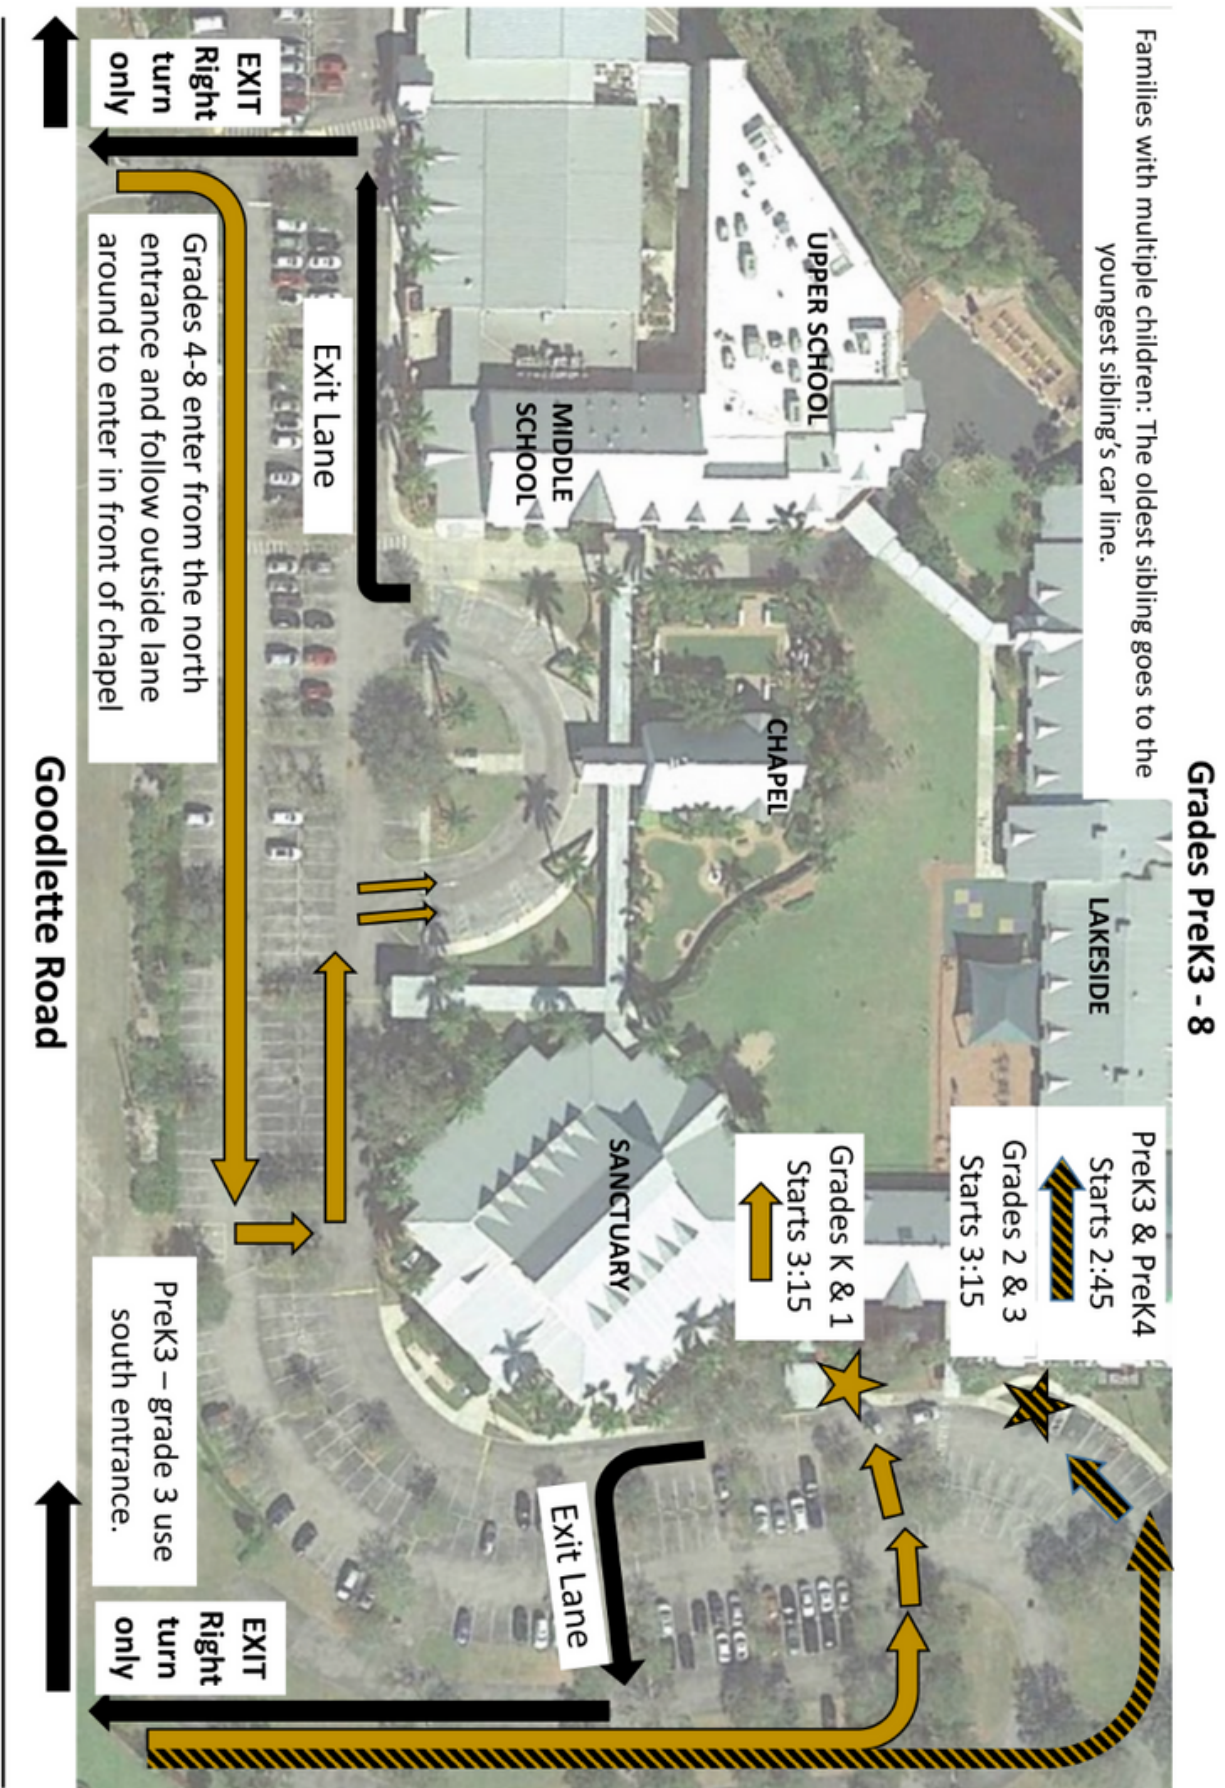 Grades PreK3 - 8
Families with multiple children: The oldest sibling goes to the
youngest sibling's car line.
UPPER SCHOOL
MIDDLE
SCHOOL
CHAPEL
LAKESIDE
SANCTUARY
PreK3 & PreK4
Starts 2:45
Grades 2 & 3
Starts 3:15
Grades K & 1
Starts 3:15
Exit Lane
Exit Lane
EXIT
Right
turn
only
Grades 4-8 enter from the north
entrance and follow outside lane
around to enter in front of chapel
PreK3 – grade 3 use
south entrance.
EXIT
Right
turn
only
Goodlette Road